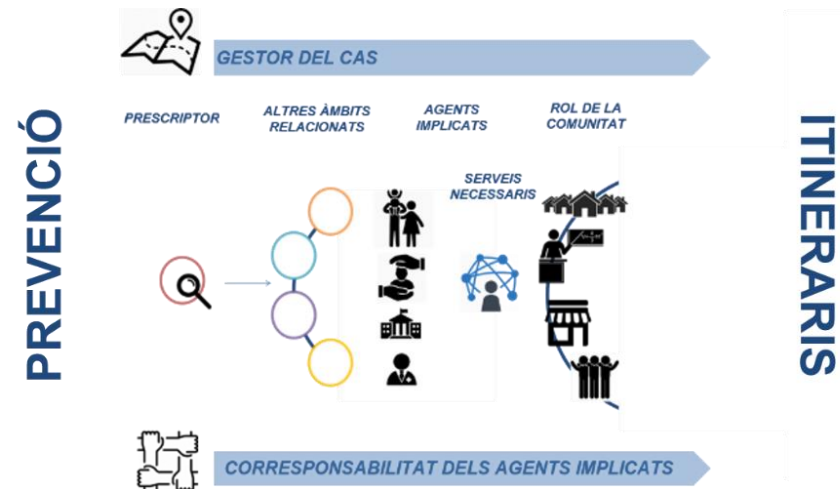 GESTOR DEL CAS
PREVENCIÓ
PRESCRIPTOR
ALTRES ÀMBITS
RELACIONATS
AGENTS
IMPLICATS
ROL DE LA
COMUNITAT
SERVEIS
NECESSARIS
ITINERARIS
CORRESPONSABILITAT DELS AGENTS IMPLICATS